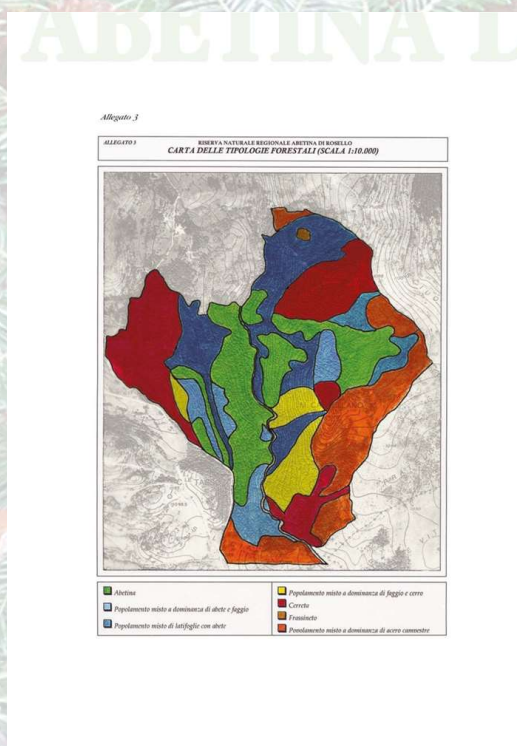 ABETINA D
Allegato 3
ALLEGATO 3
RISERVA NATURALE REGIONALE ABETINA DI ROSELLO
CARTA DELLE TIPOLOGIE FORESTALI (SCALA 1:10.000)
Abetina
Popolamento misto a dominanza di abete e faggio
Popolamento misto di latifoglie con abete
Popolamento misto a dominanza di faggio e cerro
Cerreta
Frassineto
Popolamento misto a dominanza di acero campestre